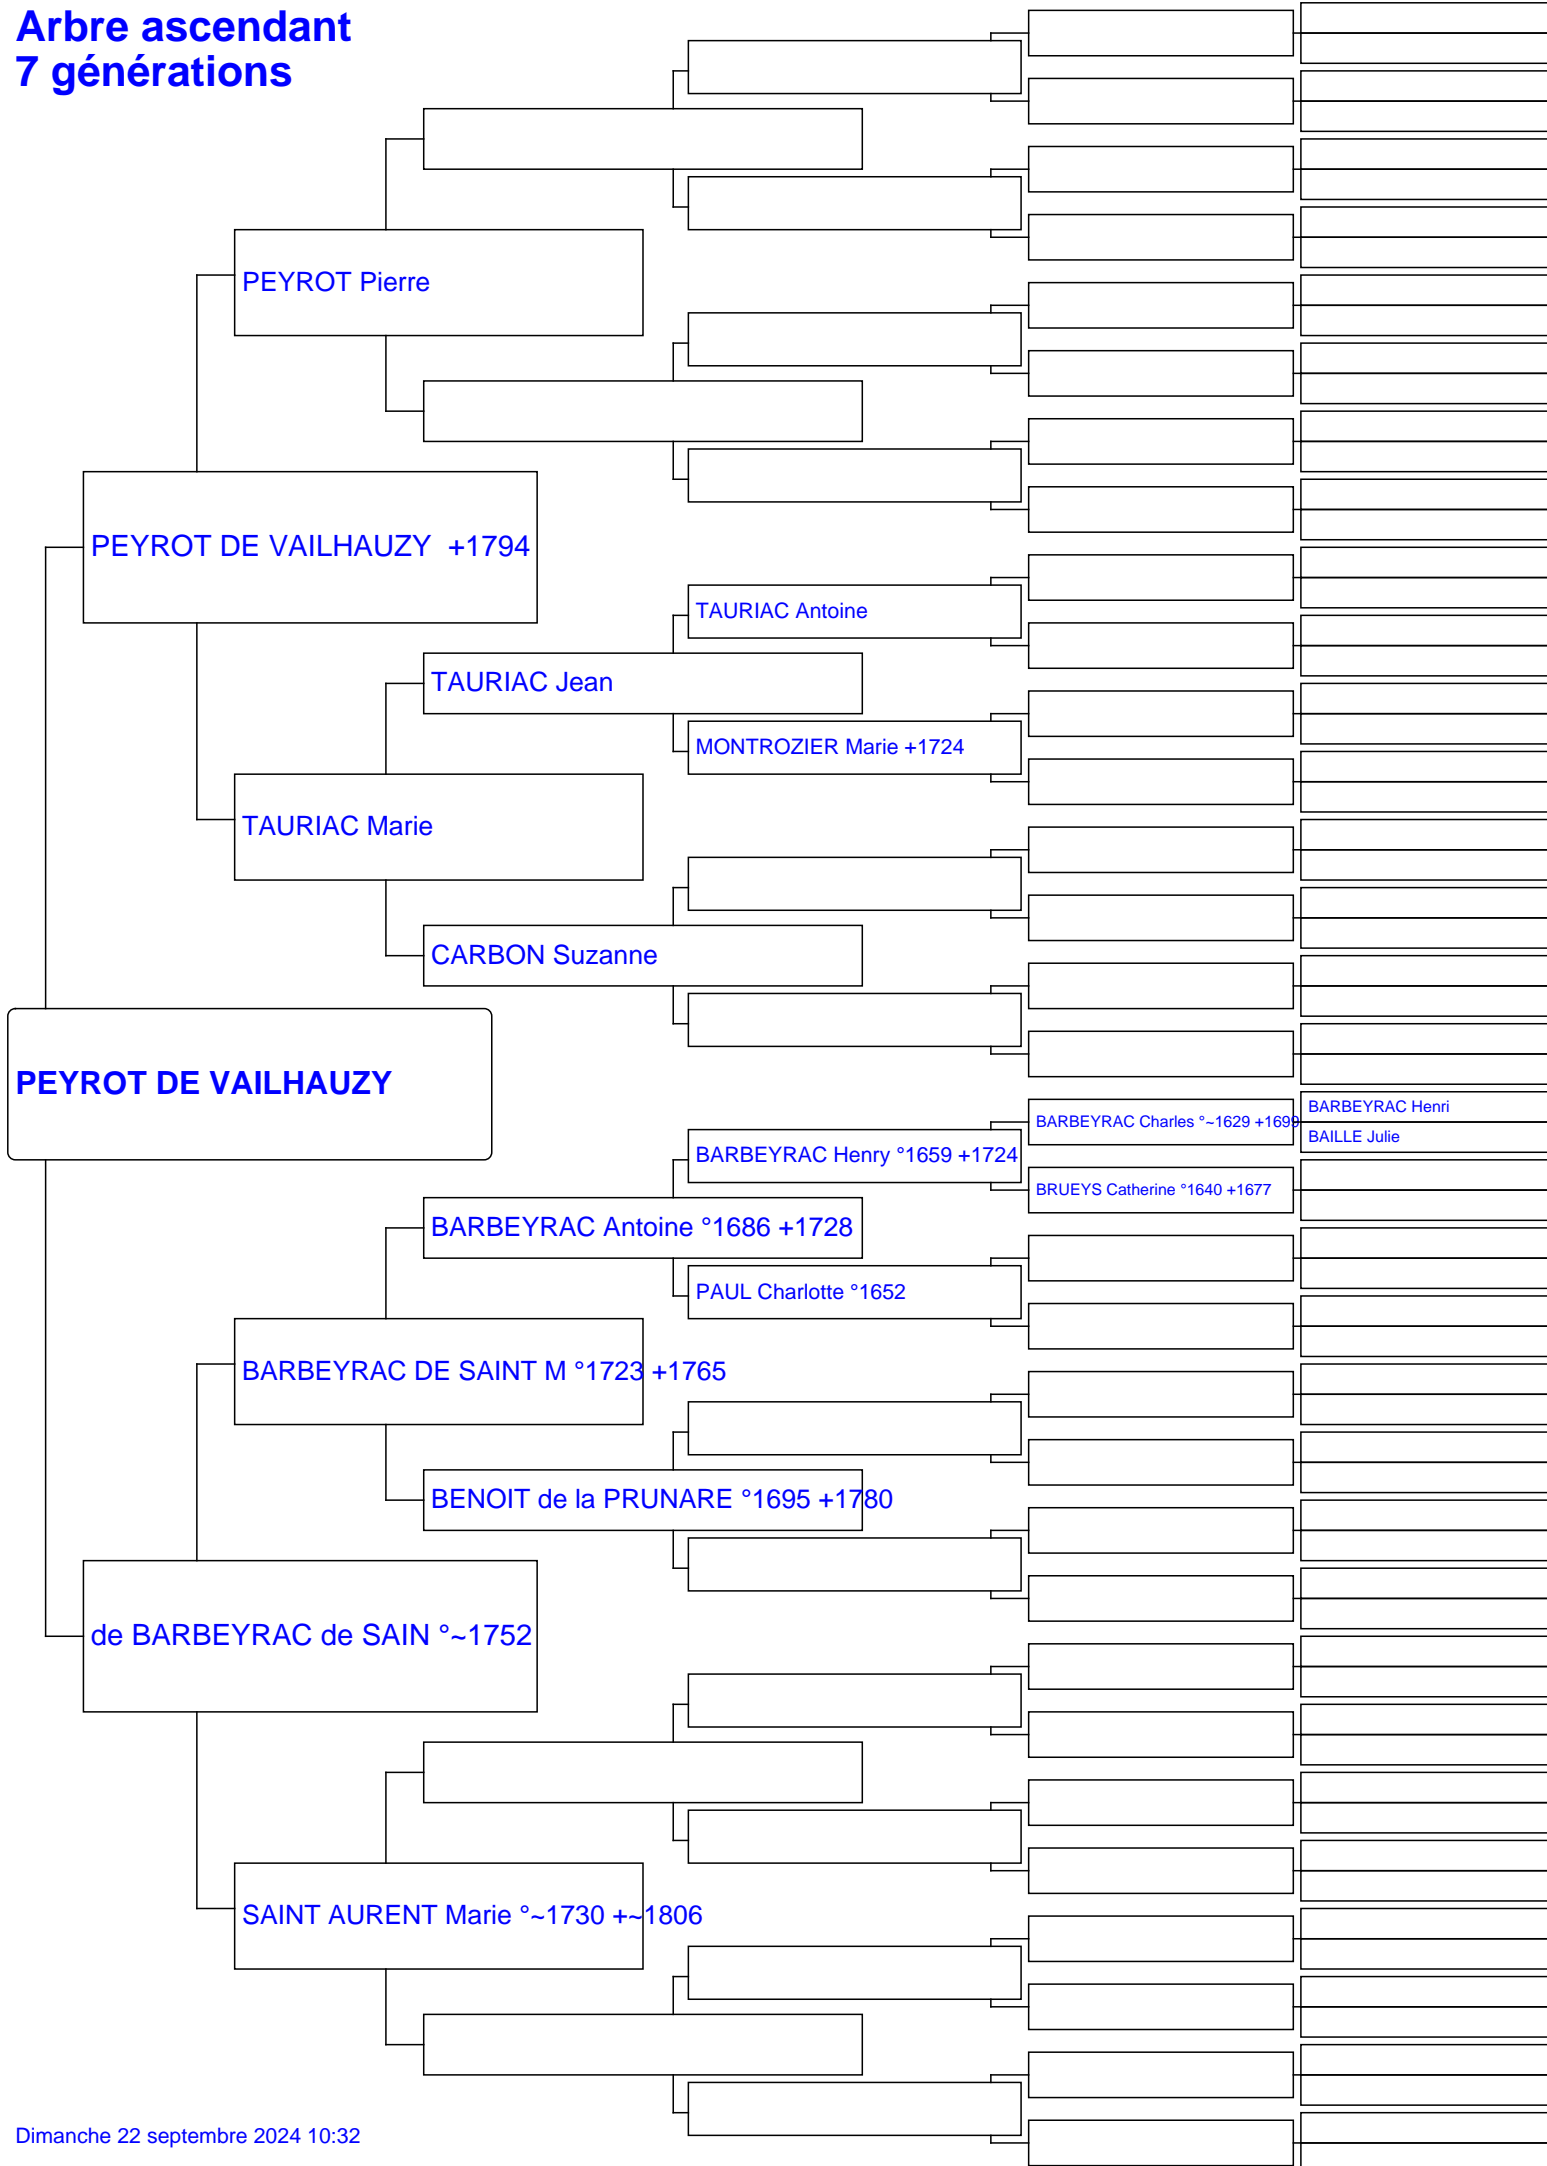 Arbre ascendant
7 générations
PEYROT Pierre
PEYROT DE VAILHAUZY  +1794
TAURIAC Antoine
TAURIAC Jean
MONTROZIER Marie +1724
TAURIAC Marie
CARBON Suzanne
PEYROT DE VAILHAUZY
BARBEYRAC Henri
BARBEYRAC Charles °~1629 +1699
BAILLE Julie
BARBEYRAC Henry °1659 +1724
BRUEYS Catherine °1640 +1677
BARBEYRAC Antoine °1686 +1728
PAUL Charlotte °1652
BARBEYRAC DE SAINT M °1723 +1765
BENOIT de la PRUNARE °1695 +1780
de BARBEYRAC de SAIN °~1752
SAINT AURENT Marie °~1730 +~1806
Dimanche 22 septembre 2024 10:32